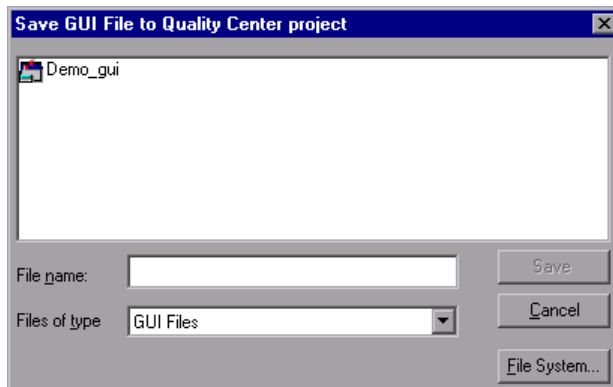 Save GUI File to Quality Center project
Demo_gui
File name:
Save
Files of type
GUI Files
Cancel
File System...